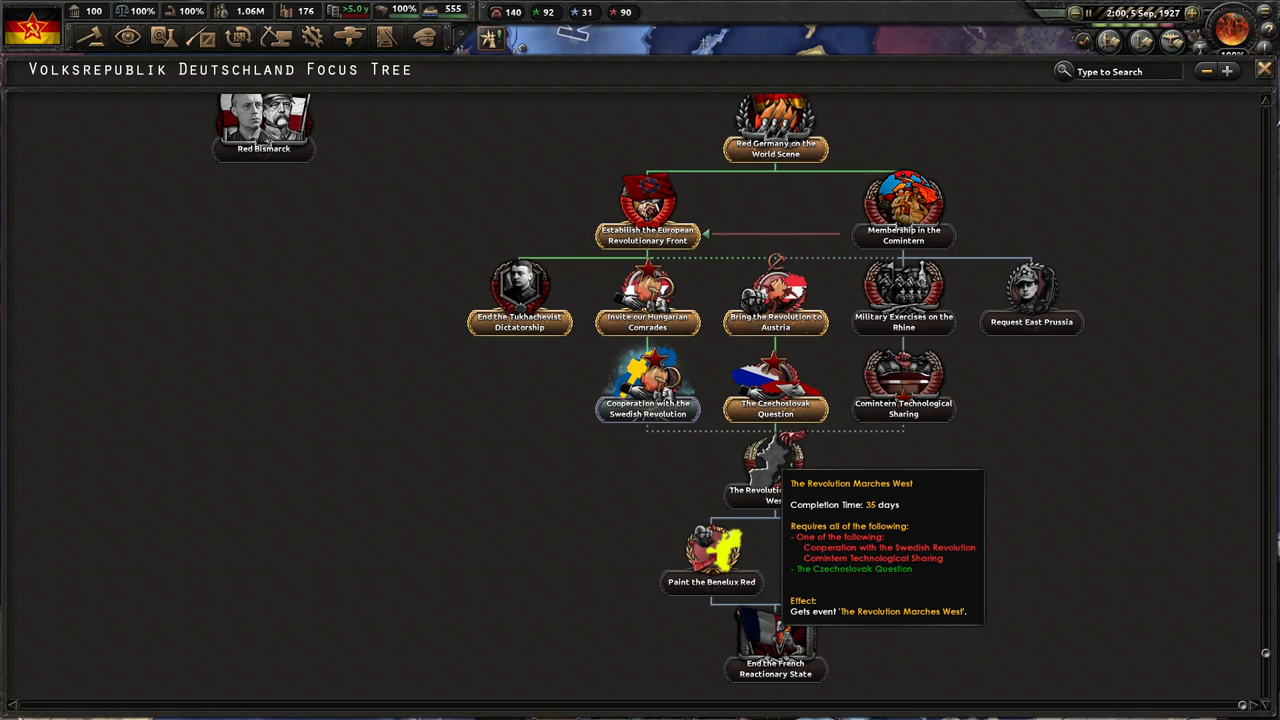 100 100% 100% 1.06M 176 >5.0 y 100% 555 140 92 31 90 2:00, 5 Sep, 1927
100%
Volksrepublik Deutschland Focus Tree
Type to Search
Red Bismarck
Red Germany on the
World Scene
Estabilish the European
Revolutionary Front
Membership in the
Comintern
End the Tukhachevist
Dictatorship
Invite our Hungarian
Comrades
Bring the Revolution to
Austria
Military Exercises on the
Rhine
Request East Prussia
Cooperation with the
Swedish Revolution
The Czechoslovak
Question
Comintern Technological
Sharing
The Revolution Marches West
Completion Time: 35 days
Requires all of the following:
- One of the following:
Cooperation with the Swedish Revolution
Comintern Technological Sharing
- The Czechoslovak Question
Effect:
Gets event 'The Revolution Marches West'.
Paint the Benelux Red
End the French
Reactionary State